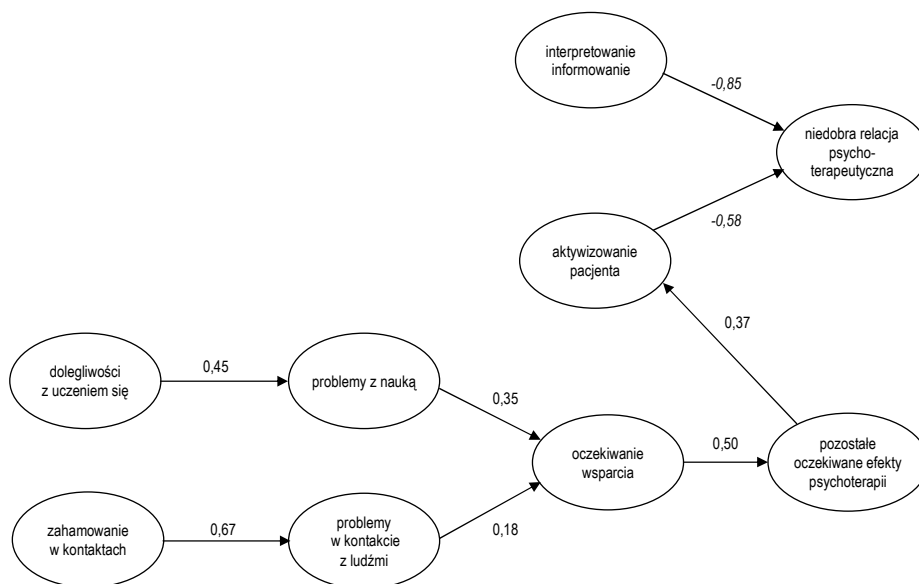 interpretowanie
informowanie
-0,85
niedobra relacja
psycho-
terapeutyczna
-0,58
aktywizowanie
pacjenta
0,37
dolegliwości
z uczeniem się
0,45
problemy z nauką
0,35
oczekiwanie
wsparcia
0,50
pozostałe
oczekiwane efekty
psychoterapii
zahamowanie
w kontaktach
0,67
problemy
w kontakcie
z ludźmi
0,18